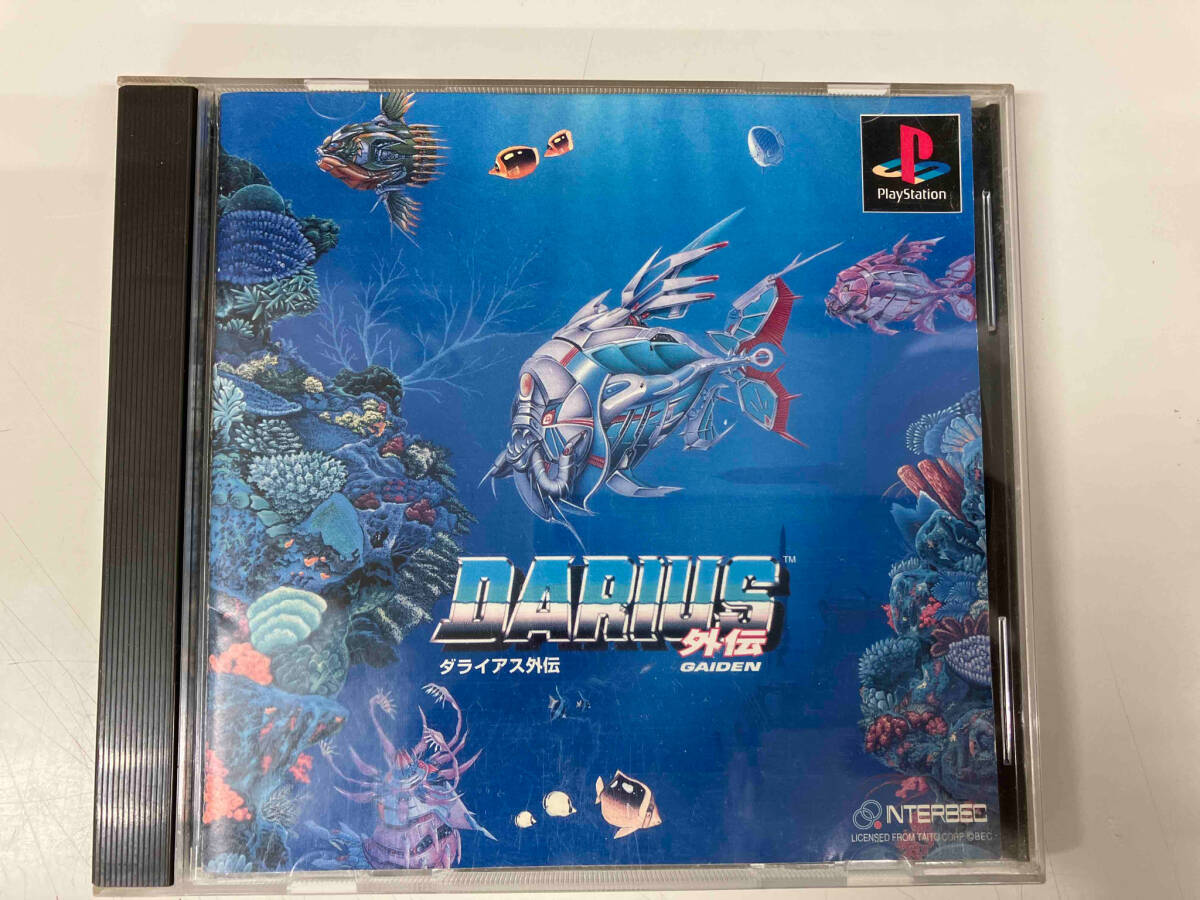 PlayStation
DARIUS™
外伝
ダライアス外伝
GAIDEN
INTERBEC
LICENSED FROM TAITO CORP. ©BEC